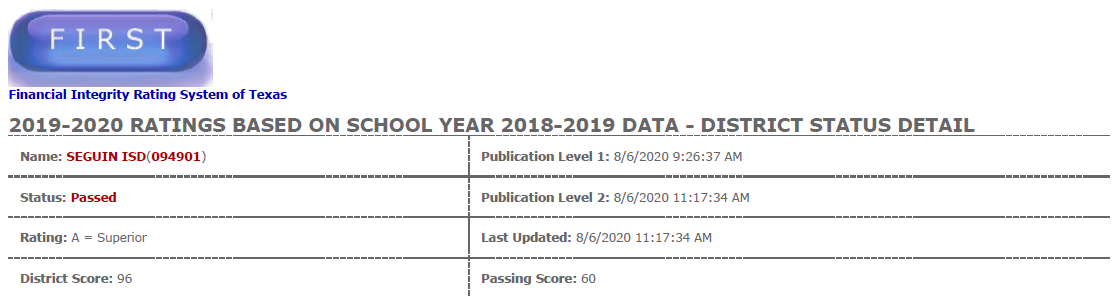 FIRST
Financial Integrity Rating System of Texas
2019-2020 RATINGS BASED ON SCHOOL YEAR 2018-2019 DATA - DISTRICT STATUS DETAIL
Name: SEGUIN ISD(094901)
Publication Level 1: 8/6/2020 9:26:37 AM
Status: Passed
Publication Level 2: 8/6/2020 11:17:34 AM
Rating: A = Superior
Last Updated: 8/6/2020 11:17:34 AM
District Score: 96
Passing Score: 60